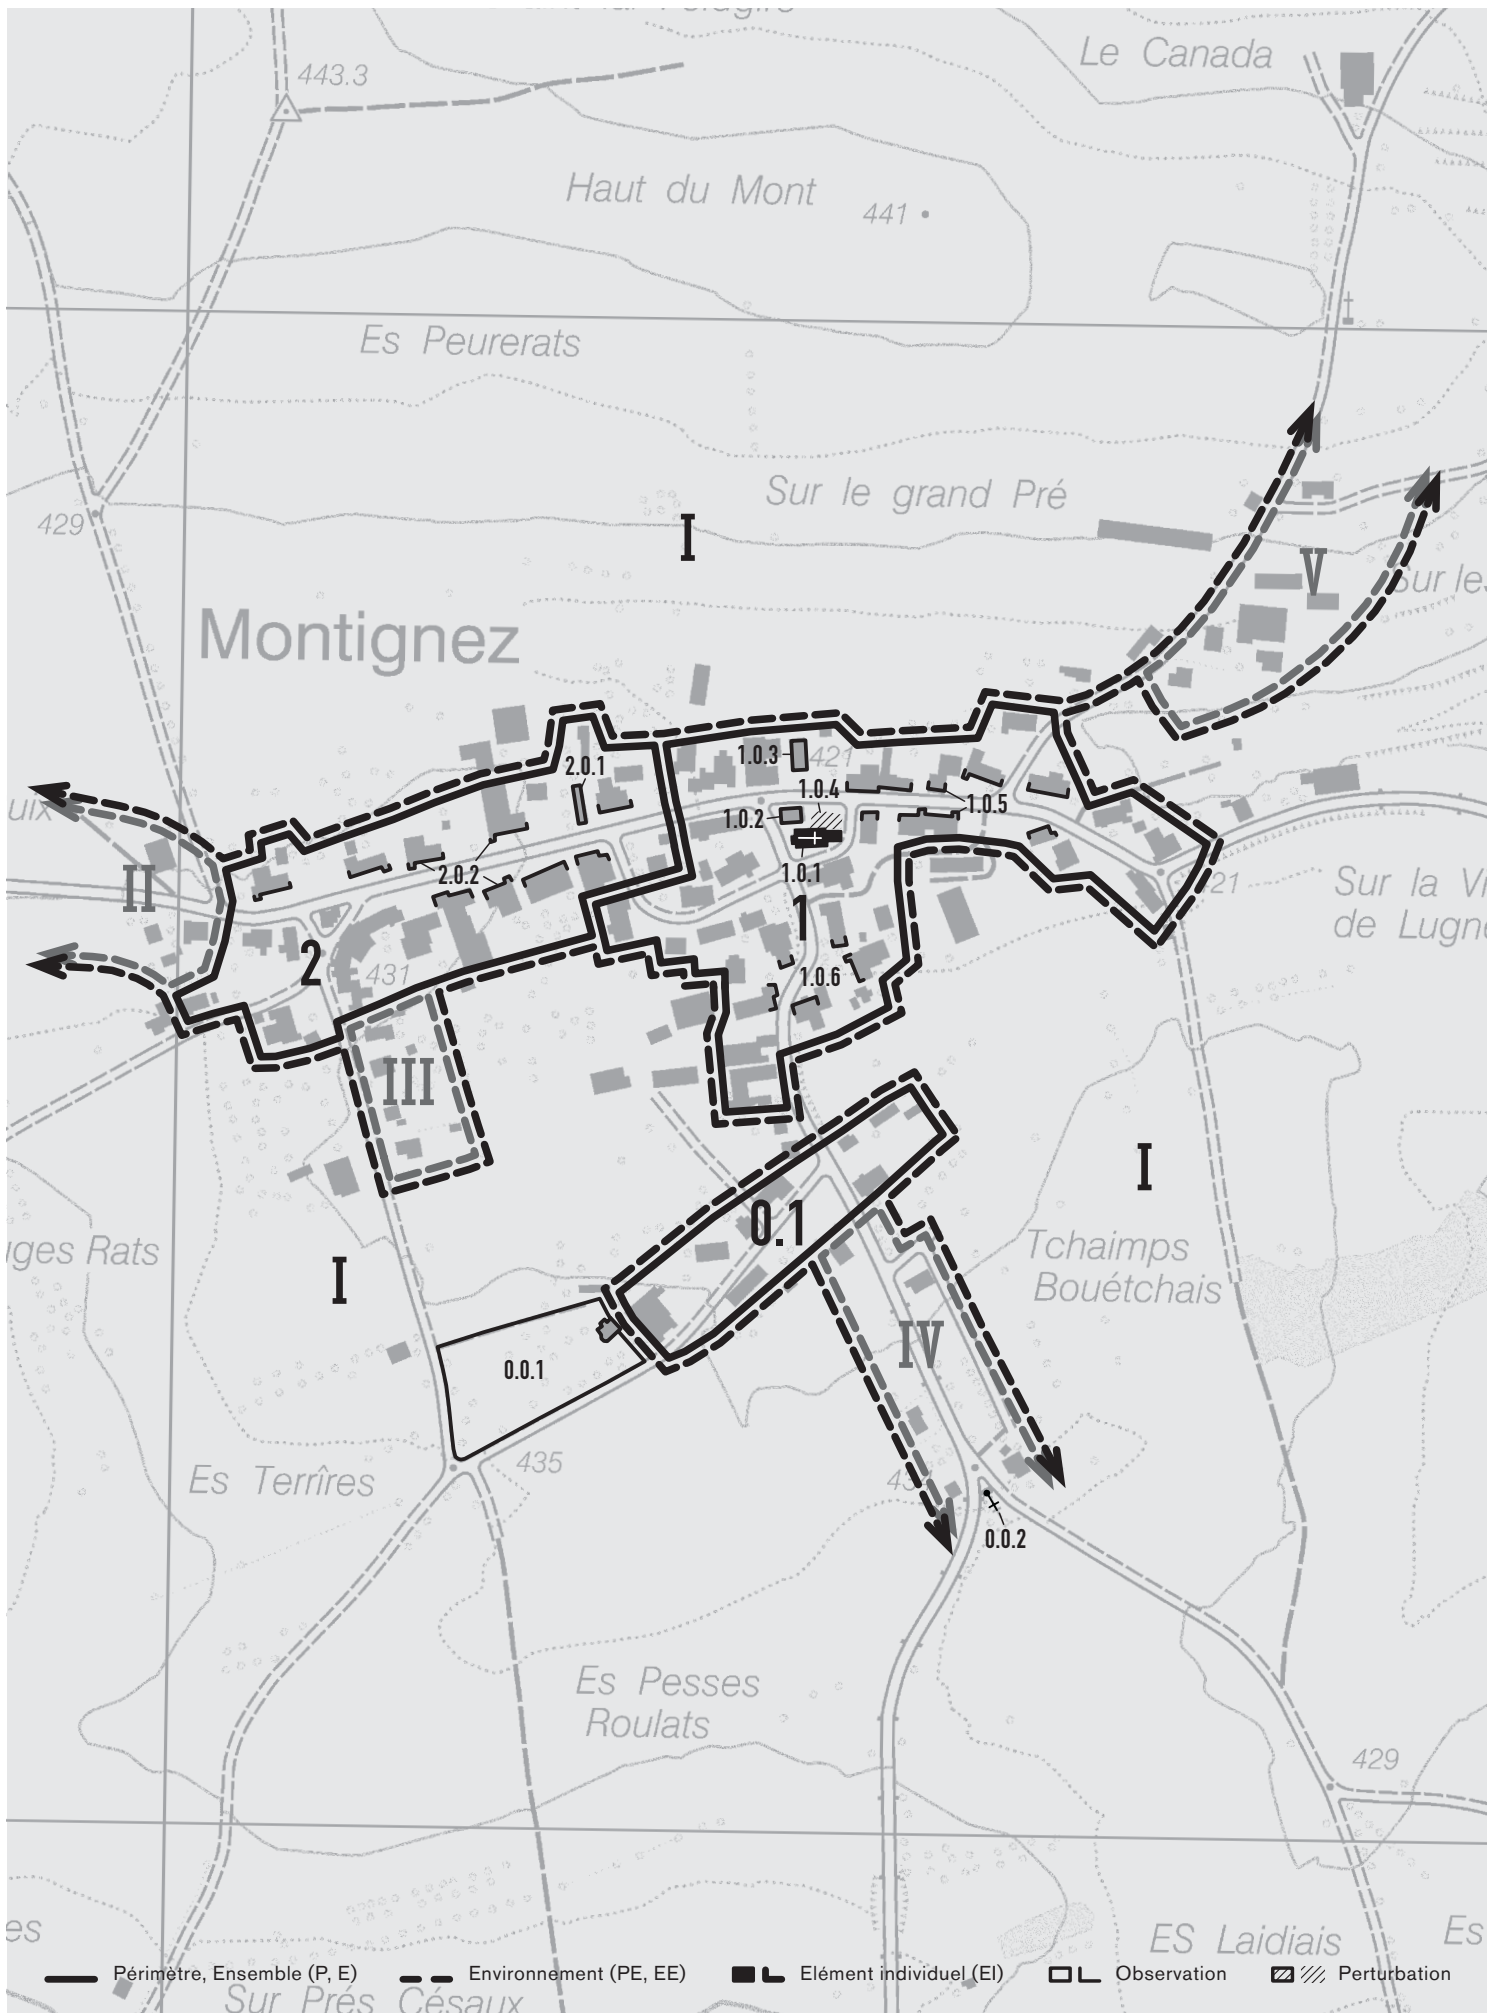 Le Canada
443.3
Haut du Mont
441
Es Peurerats
Sur le grand Pré
429
I
V
Sur les
Montignez
2.0.1
1.0.3
421
1.0.4
1.0.5
1.0.2
2.0.2
1.0.1
II
1
Sur la
de
2
431
1.0.6
III
I
0.1
Rats
I
Tchaimps
Bouétchais
IV
0.0.1
Es Terrîres
435
0.0.2
Es Pesses
Roulats
429
ES Laidiais
Es
Périmètre, Ensemble (P, E)
Environnement (PE, EE)
Elément individuel (EI)
Observation
Perturbation
Sur Prés Césaux